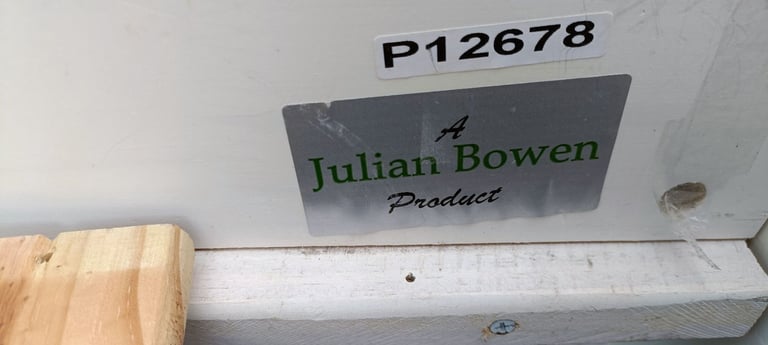 P12678
A
Julian Bowen
Product